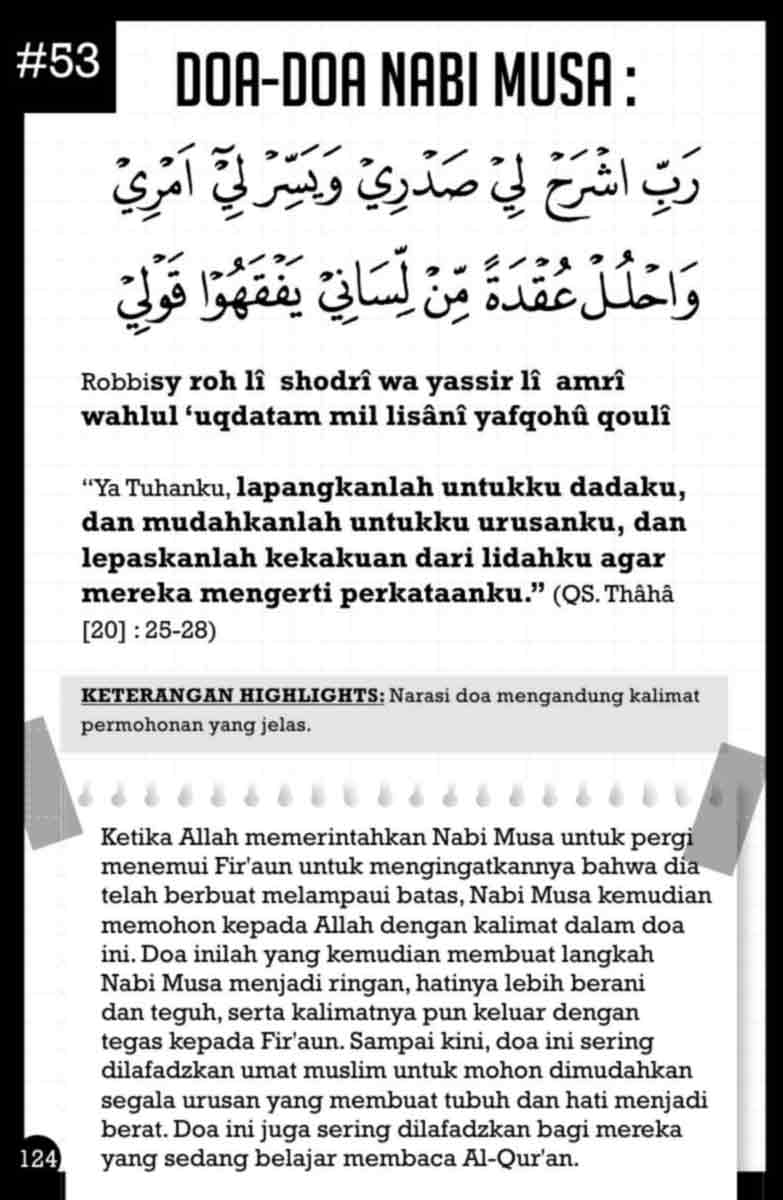 #53
DOA-DOA NABI MUSA :
رَبِّ اشْرَحْ لِيْ صَدْرِيْ وَيَسِّرْ لِيْٓ اَمْرِيْ
وَاحْلُلْ عُقْدَةً مِّنْ لِّسَانِيْ يَفْقَهُوْا قَوْلِيْ
Robbisy roh lî shodrî wa yassir lî amrî
wahlul ‘uqdatam mil lisânî yafqohû qoulî
“Ya Tuhanku, lapangkanlah untukku dadaku,
dan mudahkanlah untukku urusanku, dan
lepaskanlah kekakuan dari lidahku agar
mereka mengerti perkataanku.” (QS. Thâhâ
[20] : 25-28)
KETERANGAN HIGHLIGHTS: Narasi doa mengandung kalimat
permohonan yang jelas.
Ketika Allah memerintahkan Nabi Musa untuk pergi
menemui Fir'aun untuk mengingatkannya bahwa dia
telah berbuat melampaui batas, Nabi Musa kemudian
memohon kepada Allah dengan kalimat dalam doa
ini. Doa inilah yang kemudian membuat langkah
Nabi Musa menjadi ringan, hatinya lebih berani
dan teguh, serta kalimatnya pun keluar dengan
tegas kepada Fir'aun. Sampai kini, doa ini sering
dilafadzkan umat muslim untuk mohon dimudahkan
segala urusan yang membuat tubuh dan hati menjadi
berat. Doa ini juga sering dilafadzkan bagi mereka
yang sedang belajar membaca Al-Qur'an.
124